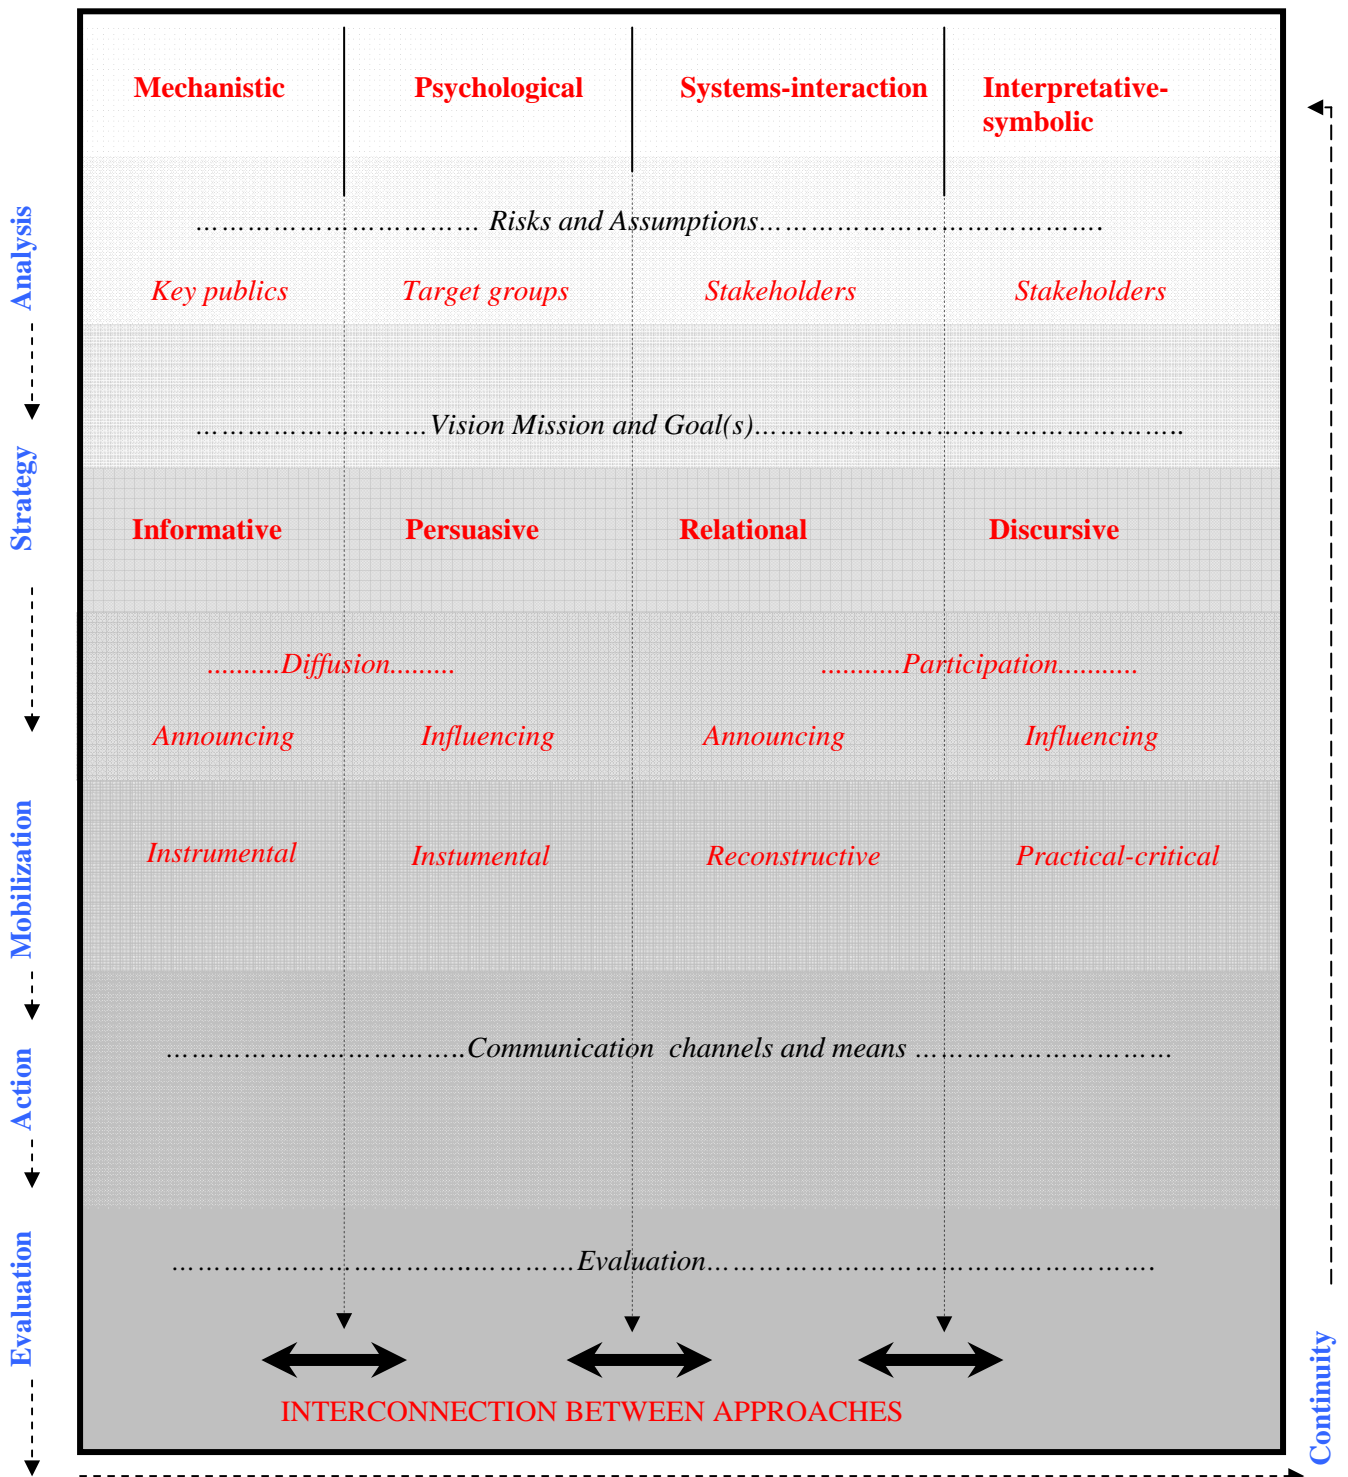 Mechanistic Psychological Systems-interaction Interpretative-
symbolic
Analysis
……………………………Risks and Assumptions………………………………….
Key publics Target groups Stakeholders Stakeholders
………………………Vision Mission and Goal(s)…………………………………………..
Strategy
Informative Persuasive Relational Discursive
..........Diffusion......... ...........Participation...........
Announcing Influencing Announcing Influencing
Mobilization
Instrumental Instumental Reconstructive Practical-critical
Action
……………………………..Communication channels and means …………………………
Evaluation
……………………………..…………Evaluation…………………………………………….
INTERCONNECTION BETWEEN APPROACHES
Continuity